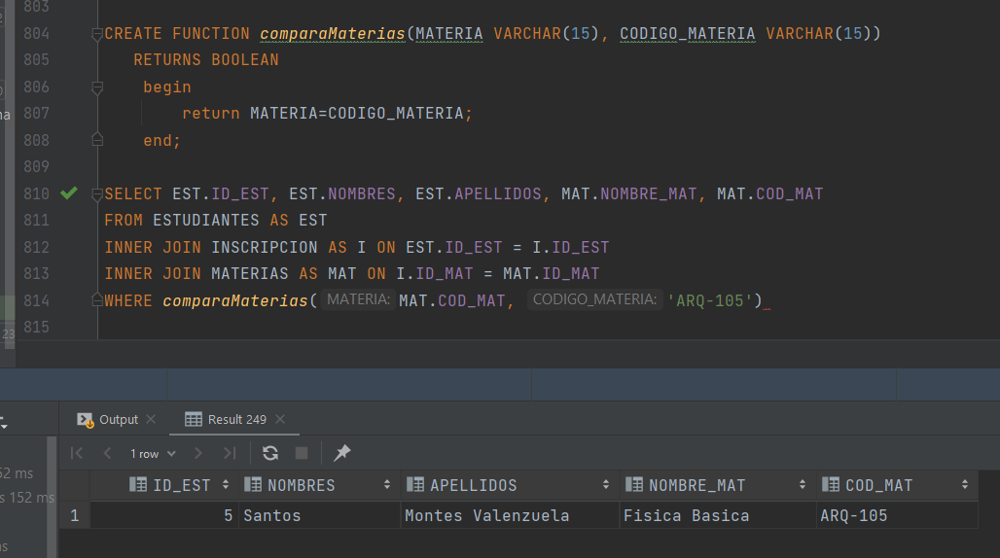 803
804 CREATE FUNCTION comparaMaterias(MATERIA VARCHAR(15), CODIGO_MATERIA VARCHAR(15))
805 RETURNS BOOLEAN
806 begin
807 return MATERIA=CODIGO_MATERIA;
808 end;
809
810 SELECT EST.ID_EST, EST.NOMBRES, EST.APELLIDOS, MAT.NOMBRE_MAT, MAT.COD_MAT
811 FROM ESTUDIANTES AS EST
812 INNER JOIN INSCRIPCION AS I ON EST.ID_EST = I.ID_EST
813 INNER JOIN MATERIAS AS MAT ON I.ID_MAT = MAT.ID_MAT
814 WHERE comparaMaterias( MATERIA: MAT.COD_MAT, CODIGO_MATERIA: 'ARQ-105')
815
23
Output Result 249
1 row
ID_EST NOMBRES APELLIDOS NOMBRE_MAT COD_MAT
1 5 Santos Montes Valenzuela Fisica Basica ARQ-105
ms
152 ms